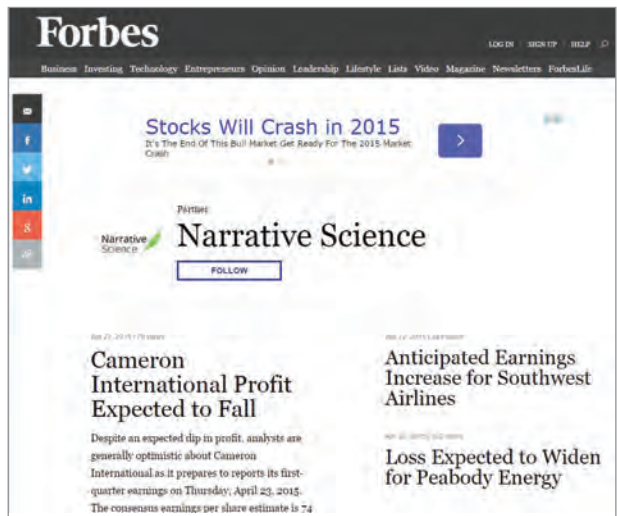 Forbes
LOG IN SIGN UP HELP
Business Investing Technology Entrepreneurs Opinion Leadership Lifestyle Lists Video Magazine Newsletters ForbesLife
Stocks Will Crash in 2015
It's The End Of This Bull Market Get Ready For The 2015 Market
Crash
f
in
8
Partner
Narrative
Science
Narrative Science
FOLLOW
Cameron
International Profit
Expected to Fall
Despite an expected dip in profit, analysts are
generally optimistic about Cameron
International as it prepares to reports its first-
quarter earnings on Thursday, April 23, 2015.
The consensus earnings per share estimate is 74
Anticipated Earnings
Increase for Southwest
Airlines
Loss Expected to Widen
for Peabody Energy